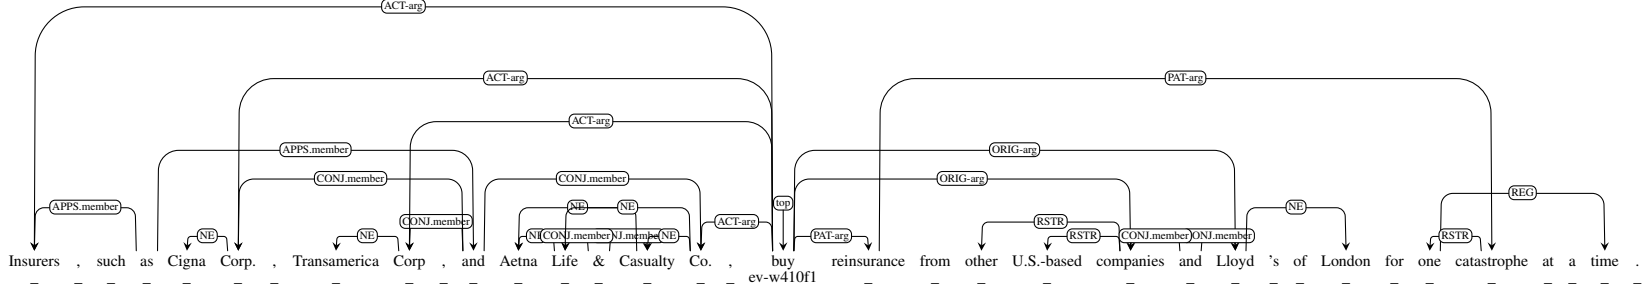 ACT-arg
ACT-arg PAT-arg
ACT-arg
APPS.member ORIG-arg
CONJ.member CONJ.member ORIG-arg
REG
APPS.member NE NE top
CONJ.member ACT-arg RSTR
NE NE CONJ.member NE PAT-arg RSTR CONJ.member RSTR
NE
Insurers , such as Cigna Corp. , Transamerica Corp , and Aetna Life & Casualty Co. , buy reinsurance from other U.S.-based companies and Lloyd 's of London for one catastrophe at a time .
_ _ _ _ _ _ _ _ _ _ _ _ _ _ _ _ _ ev-w410f1 _ _ _ _ _ _ _ _ _ _ _ _ _ _ _ _ _